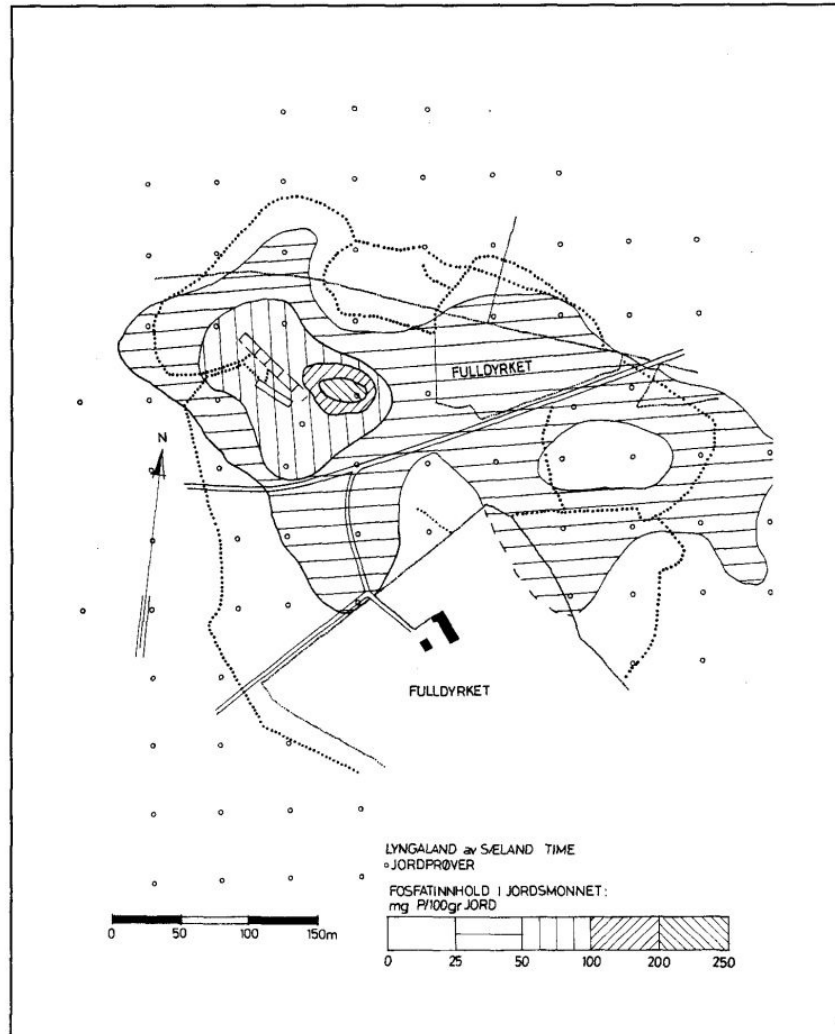 FULLDYRKET
N
FULLDYRKET
LYNGALAND av SÆLAND TIME
o JORDPRØVER
FOSFATINNHOLD I JORDSMONNET:
mg P/100gr JORD
0 50 100 150m
0 25 50 100 200 250